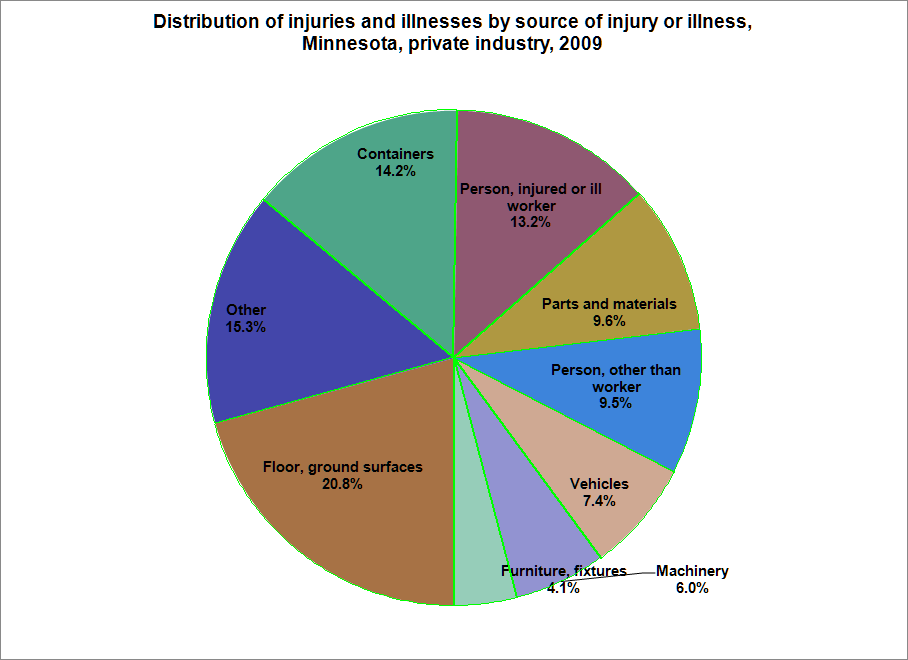 Distribution of injuries and illnesses by source of injury or illness,
Minnesota, private industry, 2009
Containers
14.2%
Person, injured or ill
worker
13.2%
Parts and materials
9.6%
Other
15.3%
Person, other than
worker
9.5%
Floor, ground surfaces
20.8%
Vehicles
7.4%
Furniture, fixtures
4.1%
Machinery
6.0%